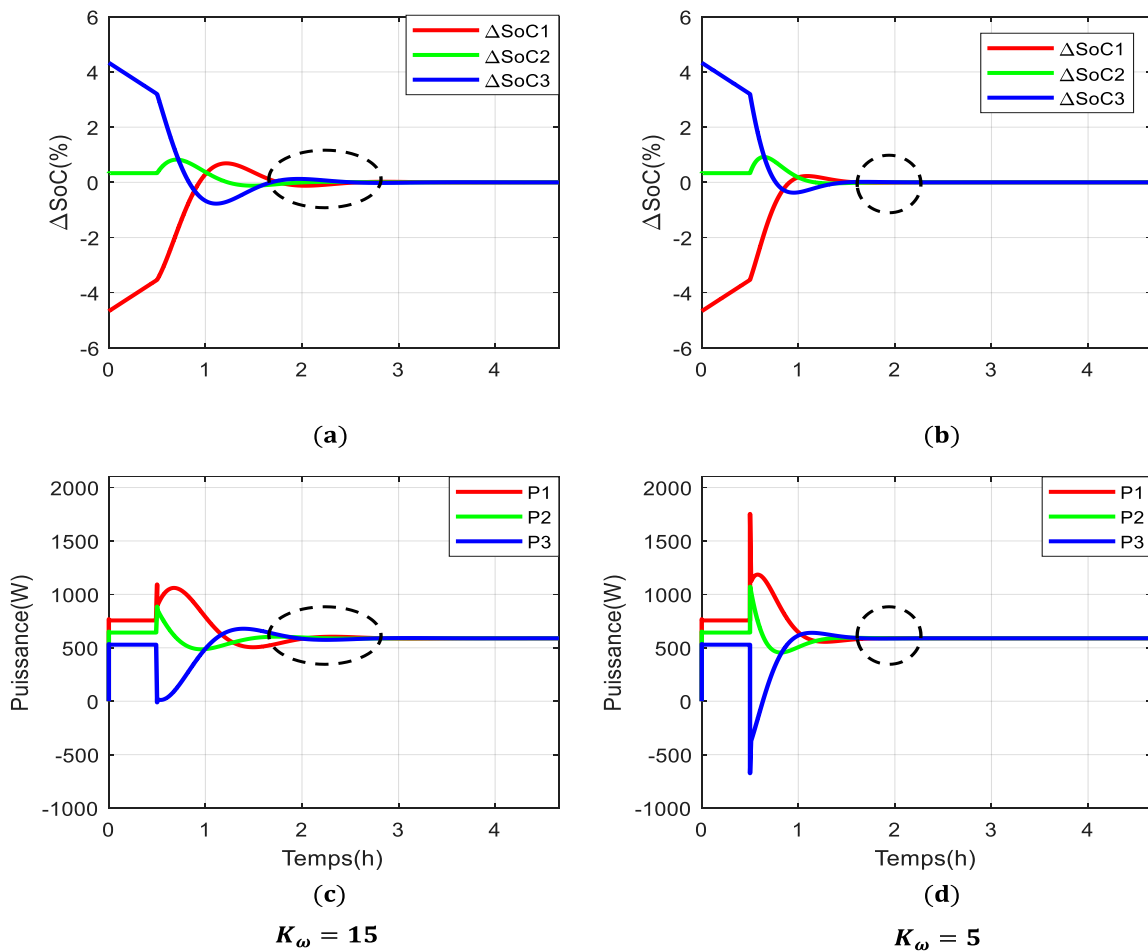 6
4
2
0
-2
-4
-6
ΔSoC(%)
0 1 2 3 4
ΔSoC1
ΔSoC2
ΔSoC3
(a)
6
4
2
0
-2
-4
-6
ΔSoC(%)
0 1 2 3 4
ΔSoC1
ΔSoC2
ΔSoC3
(b)
2000
1500
1000
500
0
-500
-1000
Puissance(W)
0 1 2 3 4
Temps(h)
P1
P2
P3
(c)
K_ω = 15
2000
1500
1000
500
0
-500
-1000
Puissance(W)
0 1 2 3 4
Temps(h)
P1
P2
P3
(d)
K_ω = 5